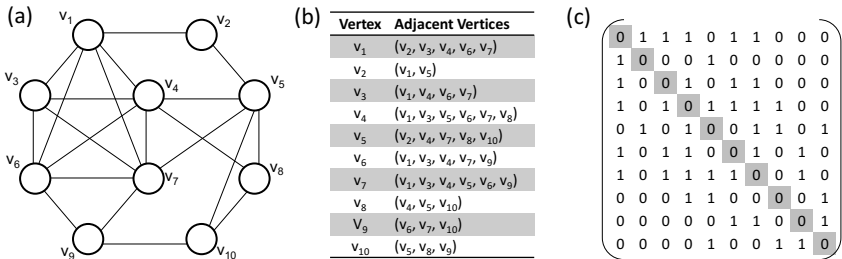 (a)
v1
v2
v3
v4
v5
v6
v7
v8
v9
v10
(b)
Vertex Adjacent Vertices
v1 (v2, v3, v4, v6, v7)
v2 (v1, v5)
v3 (v1, v4, v6, v7)
v4 (v1, v3, v5, v6, v7, v8)
v5 (v2, v4, v7, v8, v10)
v6 (v1, v3, v4, v7, v9)
v7 (v1, v3, v4, v5, v6, v9)
v8 (v4, v5, v10)
V9 (v6, v7, v10)
v10 (v5, v8, v9)
(c)
0 1 1 1 0 1 1 0 0 0
1 0 0 0 1 0 0 0 0 0
1 0 0 1 0 1 1 0 0 0
1 0 1 0 1 1 1 1 0 0
0 1 0 1 0 0 1 1 0 1
1 0 1 1 0 0 1 0 1 0
1 0 1 1 1 1 0 0 1 0
0 0 0 1 1 0 0 0 0 1
0 0 0 0 0 1 1 0 0 1
0 0 0 0 1 0 0 1 1 0